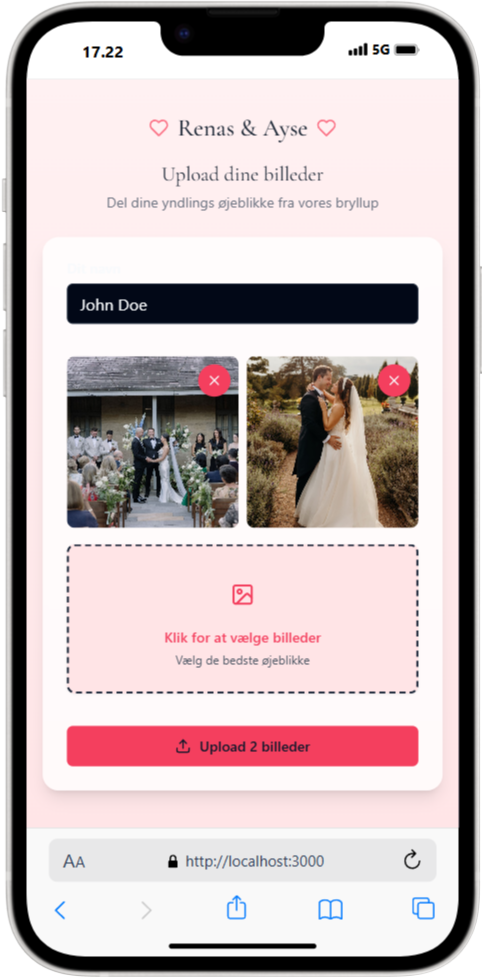 17.22
5G
Renas & Ayse
Upload dine billeder
Del dine yndlings øjeblikke fra vores bryllup
John Doe
Klik for at vælge billeder
Vælg de bedste øjeblikke
Upload 2 billeder
AA
http://localhost:3000